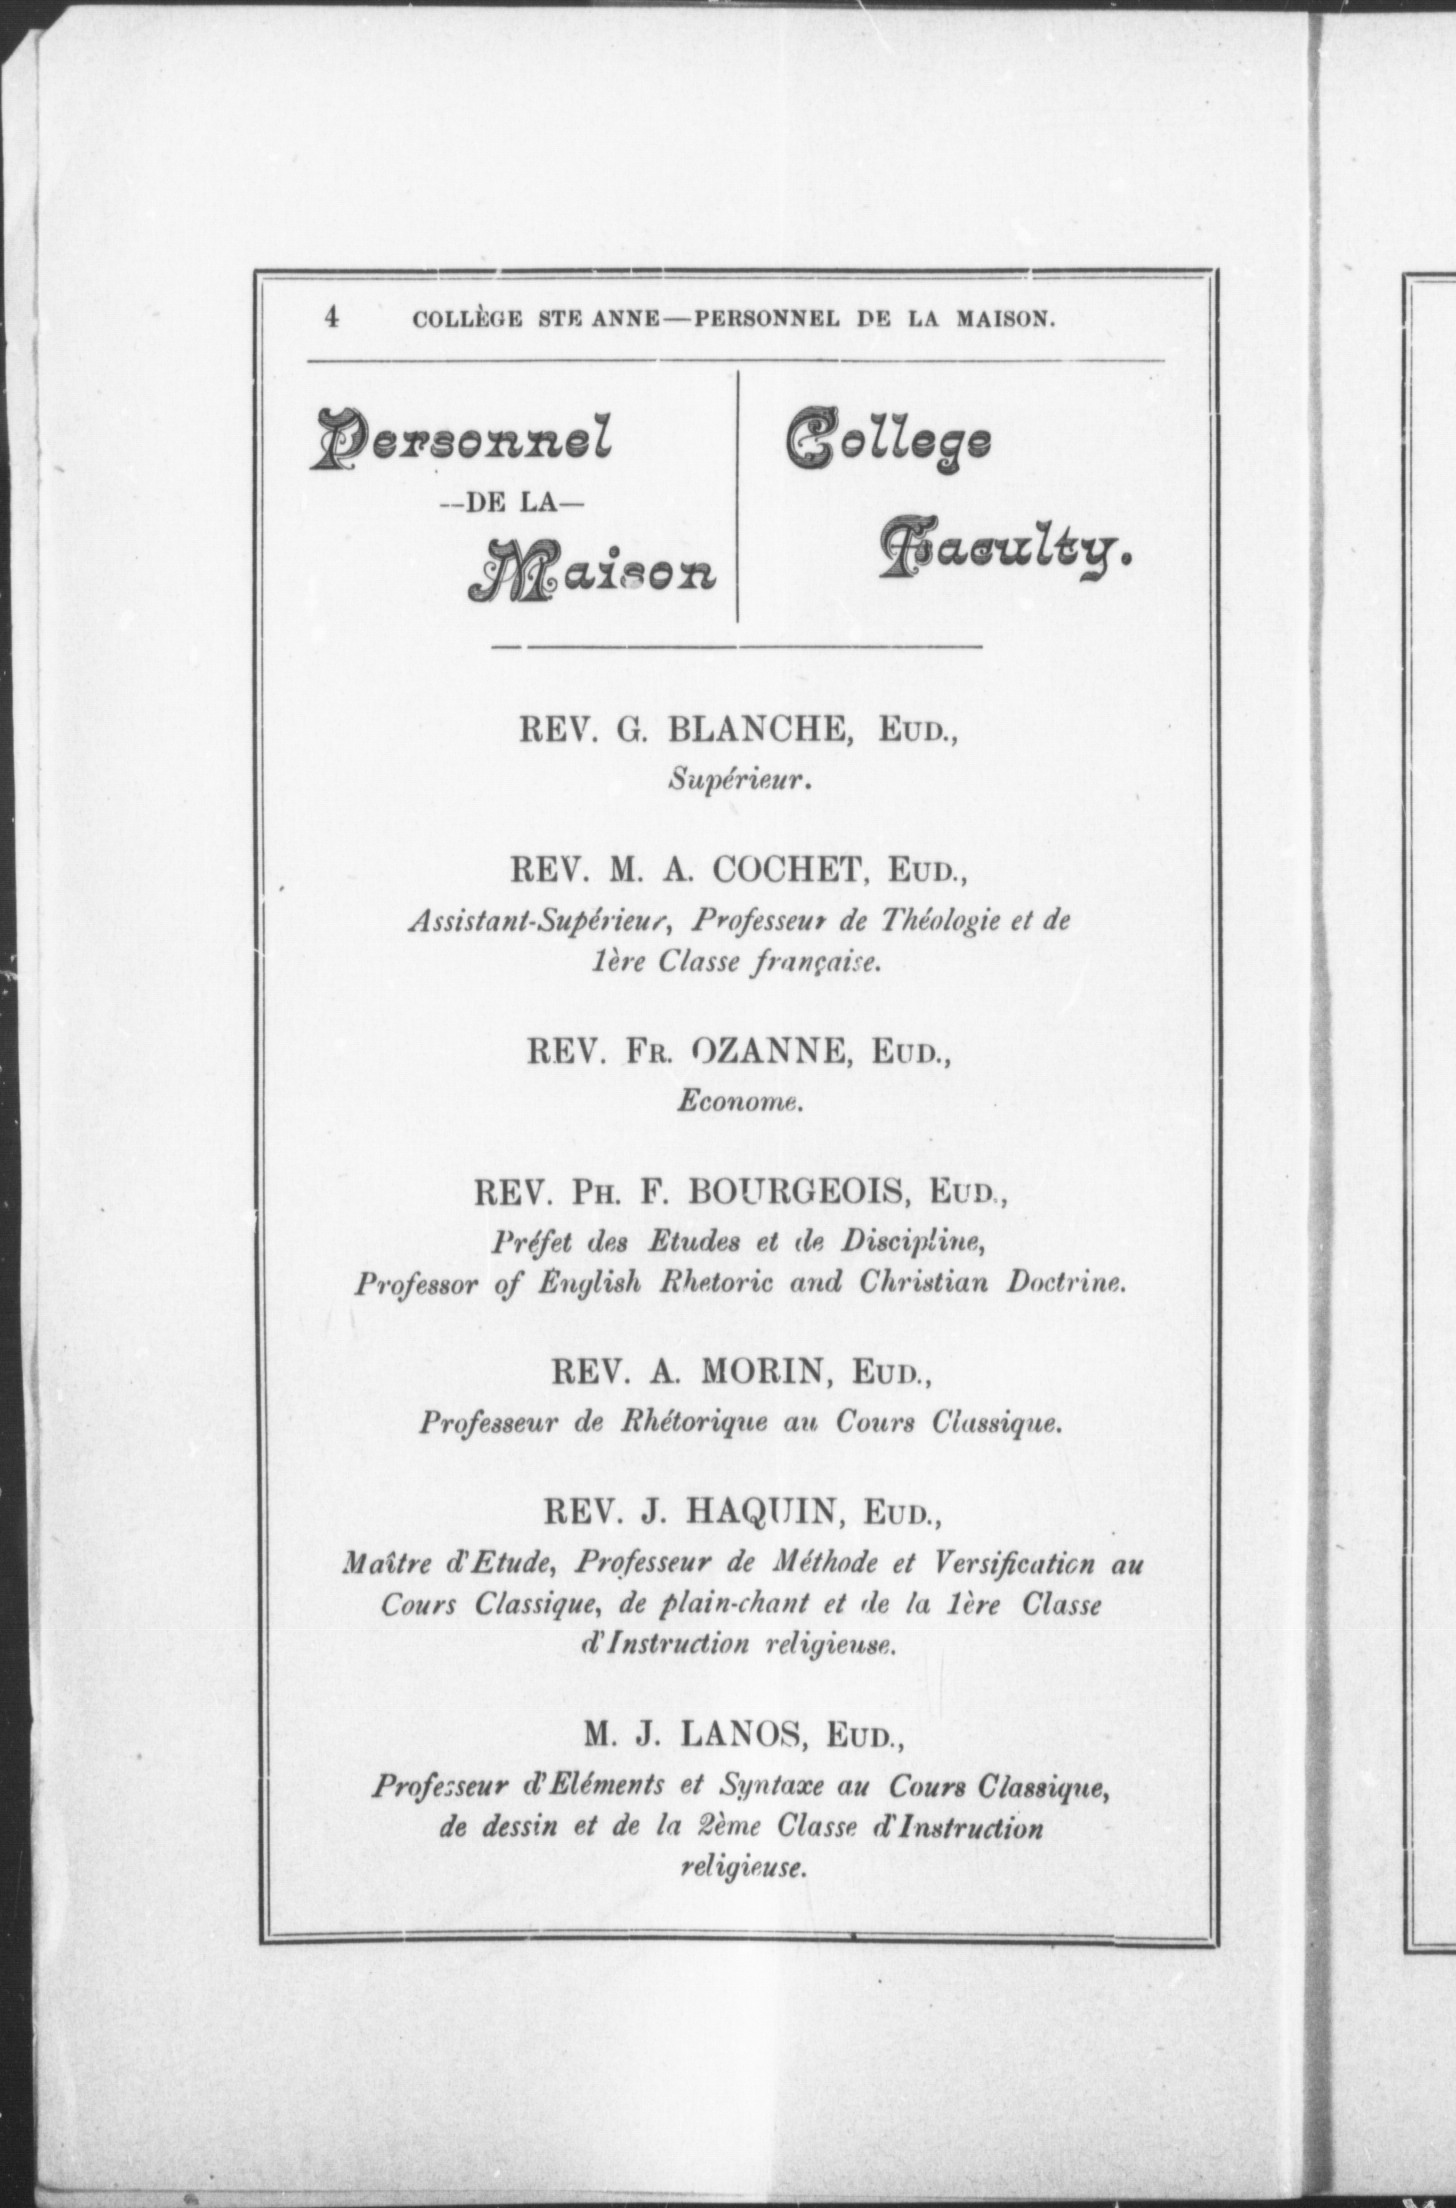 4 COLLÈGE STE ANNE—PERSONNEL DE LA MAISON.
Personnel
—DE LA—
Maison
College
Faculty.
REV. G. BLANCHE, EUD.,
Supérieur.
REV. M. A. COCHET, EUD.,
Assistant-Supérieur, Professeur de Théologie et de
1ère Classe française.
REV. FR. OZANNE, EUD.,
Econome.
REV. PH. F. BOURGEOIS, EUD.,
Préfet des Etudes et de Discipline,
Professor of English Rhetoric and Christian Doctrine.
REV. A. MORIN, EUD.,
Professeur de Rhétorique au Cours Classique.
REV. J. HAQUIN, EUD.,
Maître d'Etude, Professeur de Méthode et Versification au
Cours Classique, de plain-chant et de la 1ère Classe
d'Instruction religieuse.
M. J. LANOS, EUD.,
Professeur d'Eléments et Syntaxe au Cours Classique,
de dessin et de la 2ème Classe d'Instruction
religieuse.